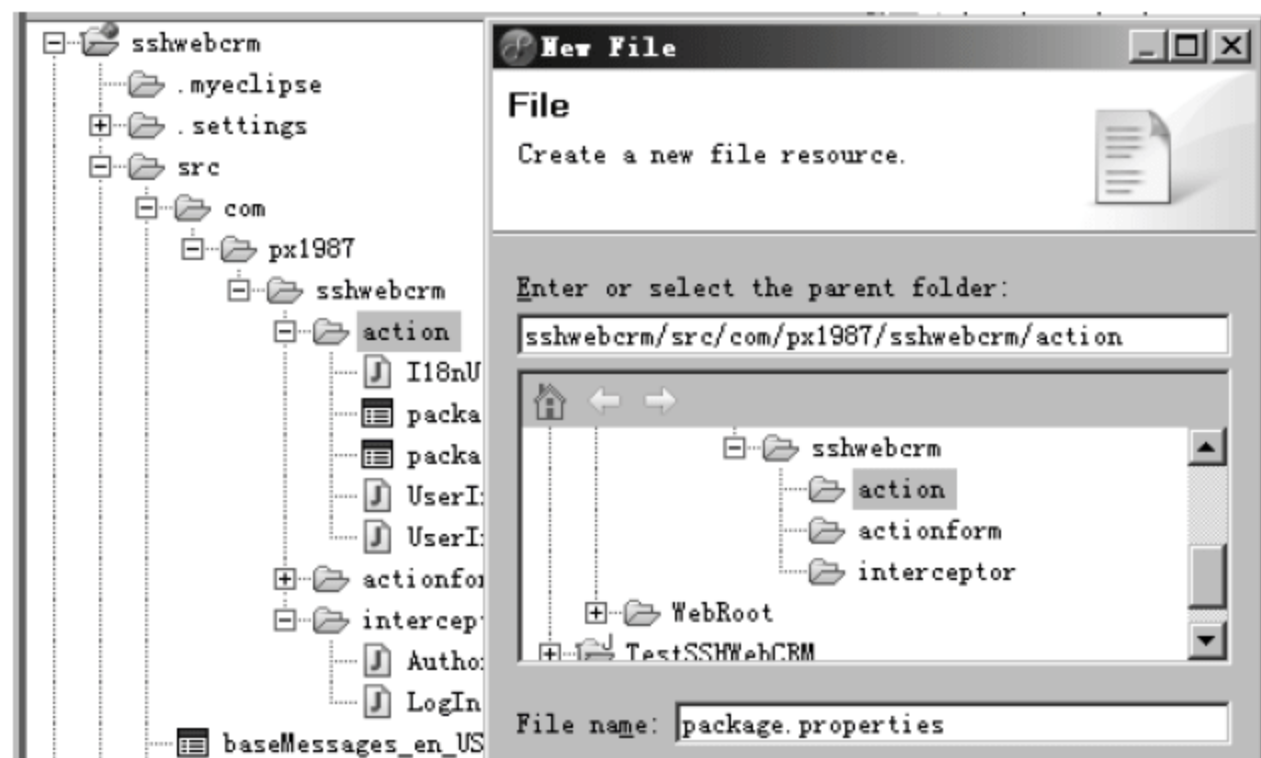 sshwebcrm
.myeclipse
.settings
src
com
px1987
sshwebcrm
action
I18nU
packa
packa
UserI
UserI
actionfo
intercep
Autho
LogIn
baseMessages_en_US
New File
File
Create a new file resource.
Enter or select the parent folder:
sshwebcrm/src/com/px1987/sshwebcrm/action
sshwebcrm
action
actionform
interceptor
WebRoot
TestSSHWebCRM
File name: package.properties